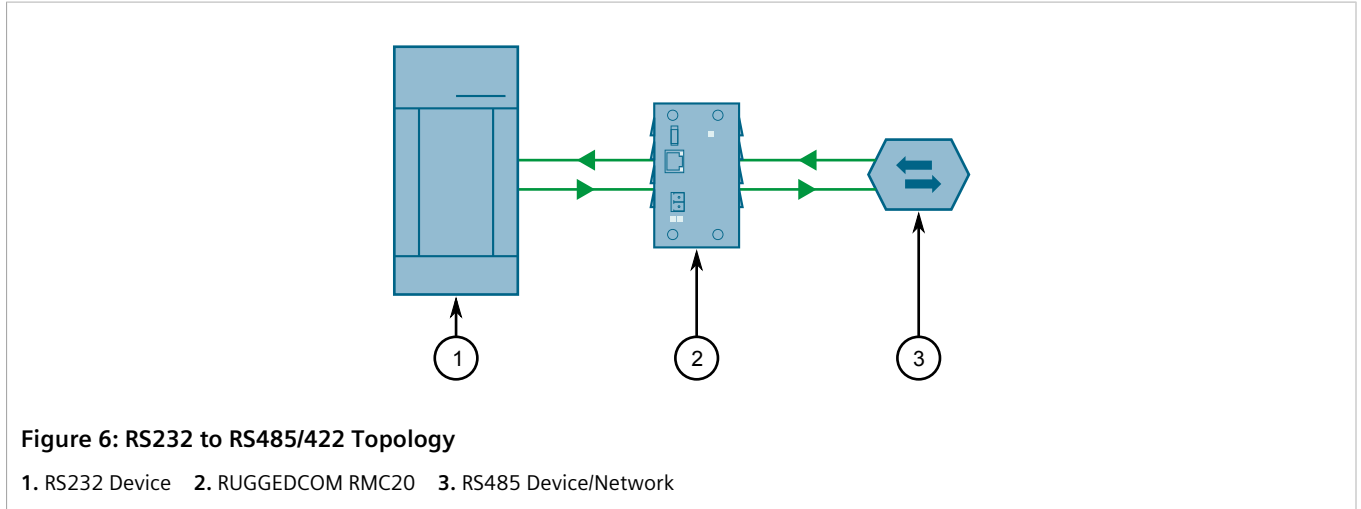 1 2 3
Figure 6: RS232 to RS485/422 Topology
1. RS232 Device 2. RUGGEDCOM RMC20 3. RS485 Device/Network